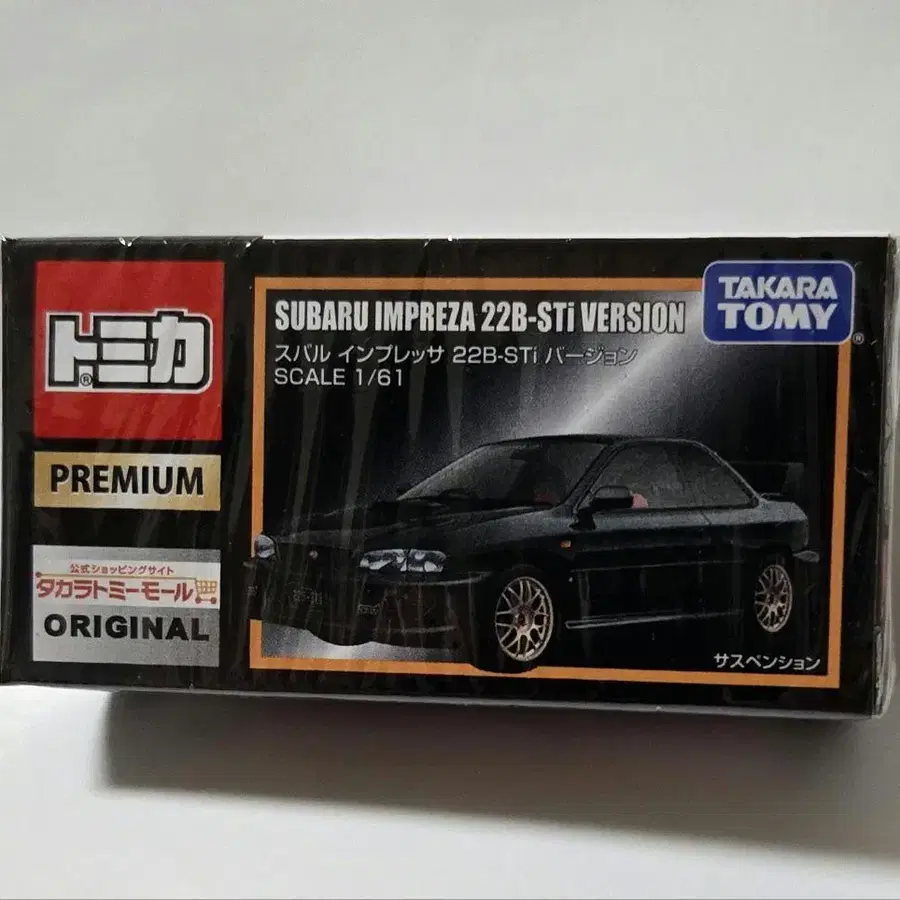 トミカ®
PREMIUM
公式ショッピングサイト
タカラトミーモール
ORIGINAL
SUBARU IMPREZA 22B-STi VERSION
スバル インプレッサ 22B-STi バージョン
SCALE 1/61
TAKARA
TOMY®
サスペンション